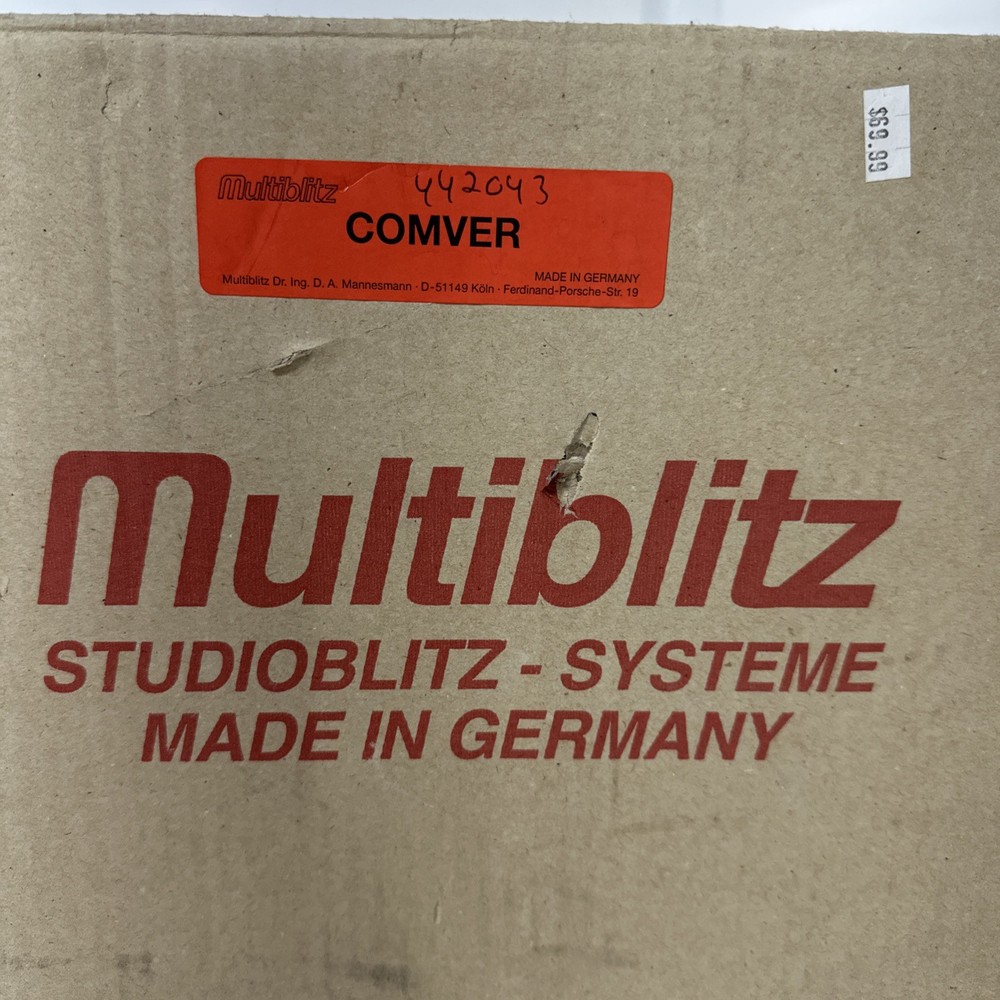 $69.99
Multiblitz 442043
COMVER
MADE IN GERMANY
Multiblitz Dr. Ing. D. A. Mannesmann · D-51149 Köln · Ferdinand-Porsche-Str. 19
Multiblitz
STUDIOBLITZ - SYSTEME
MADE IN GERMANY